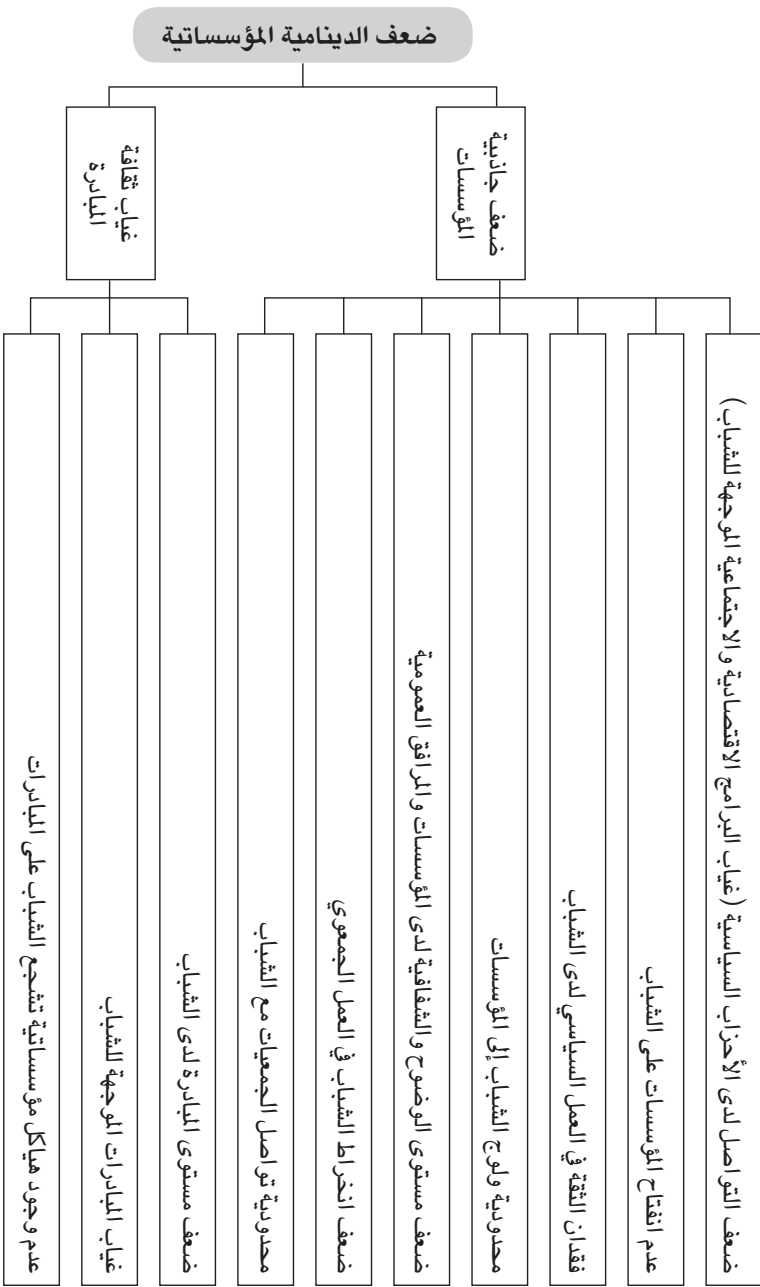 ضعف الدينامية المؤسساتية
ضعف جاذبية
المؤسسات
غياب ثقافة
المبادرة
ضعف التواصل لدى الأحزاب السياسية (غياب البرامج الاقتصادية والاجتماعية الموجهة للشباب)
عدم انفتاح المؤسسات على الشباب
فقدان الثقة في العمل السياسي لدى الشباب
محدودية ولوج الشباب إلى المؤسسات
ضعف مستوى الوضوح والشفافية لدى المؤسسات والمرافق العمومية
ضعف انخراط الشباب في العمل الجمعوي
محدودية تواصل الجمعيات مع الشباب
ضعف مستوى المبادرة لدى الشباب
غياب المبادرات الموجهة للشباب
عدم وجود هياكل مؤسساتية تشجع الشباب على المبادرات